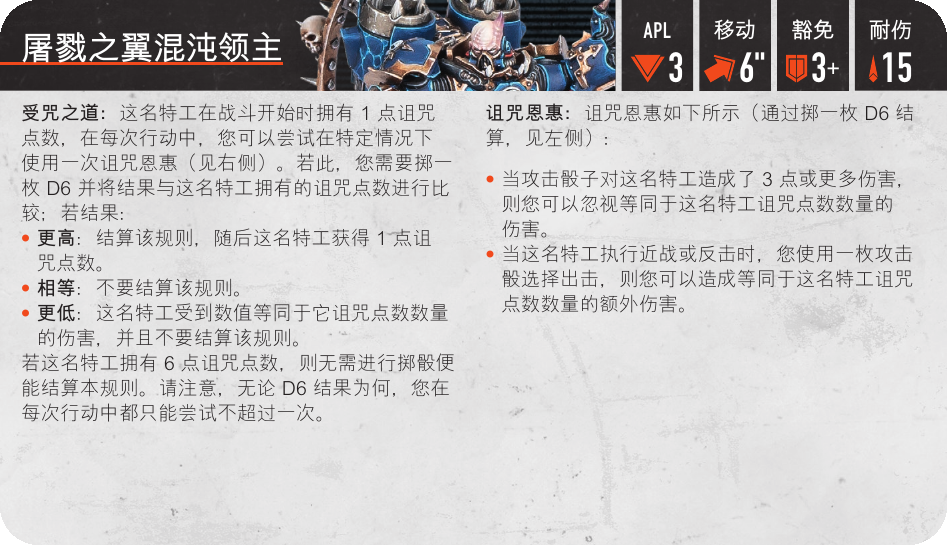 屠戮之翼混沌领主
APL
3
移动
6"
豁免
3+
耐伤
15
受咒之道：这名特工在战斗开始时拥有 1 点诅咒
点数，在每次行动中，您可以尝试在特定情况下
使用一次诅咒恩惠（见右侧）。若此，您需要掷一
枚 D6 并将结果与这名特工拥有的诅咒点数进行比
较；若结果：
• 更高：结算该规则，随后这名特工获得 1 点诅
咒点数。
• 相等：不要结算该规则。
• 更低：这名特工受到数值等同于它诅咒点数数量
的伤害，并且不要结算该规则。
若这名特工拥有 6 点诅咒点数，则无需进行掷骰便
能结算本规则。请注意，无论 D6 结果为何，您在
每次行动中都只能尝试不超过一次。
诅咒恩惠：诅咒恩惠如下所示（通过掷一枚 D6 结
算，见左侧）：
• 当攻击骰子对这名特工造成了 3 点或更多伤害，
则您可以忽视等同于这名特工诅咒点数数量的
伤害。
• 当这名特工执行近战或反击时，您使用一枚攻击
骰选择出击，则您可以造成等同于这名特工诅咒
点数数量的额外伤害。